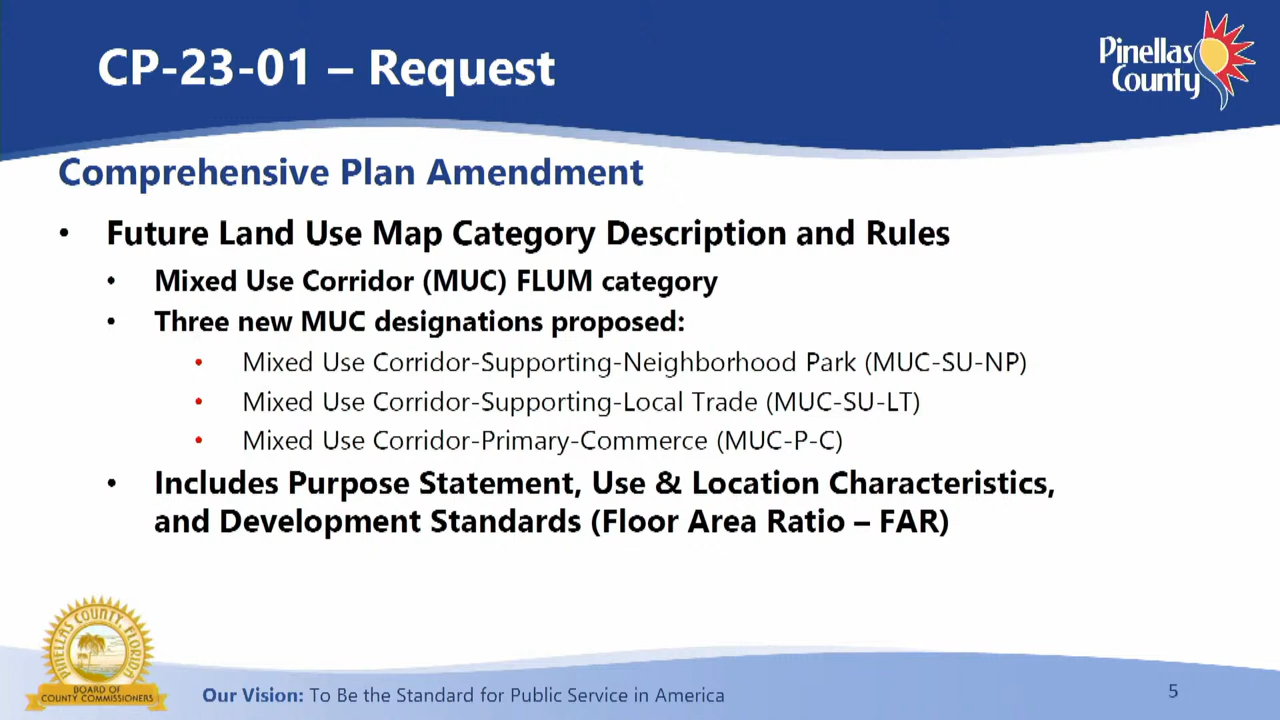 CP-23-01 – Request
Pinellas
County
Comprehensive Plan Amendment
• Future Land Use Map Category Description and Rules
• Mixed Use Corridor (MUC) FLUM category
• Three new MUC designations proposed:
• Mixed Use Corridor-Supporting-Neighborhood Park (MUC-SU-NP)
• Mixed Use Corridor-Supporting-Local Trade (MUC-SU-LT)
• Mixed Use Corridor-Primary-Commerce (MUC-P-C)
• Includes Purpose Statement, Use & Location Characteristics,
and Development Standards (Floor Area Ratio – FAR)
PINELLAS COUNTY, FLORIDA
BOARD OF
COUNTY COMMISSIONERS
Our Vision: To Be the Standard for Public Service in America
5